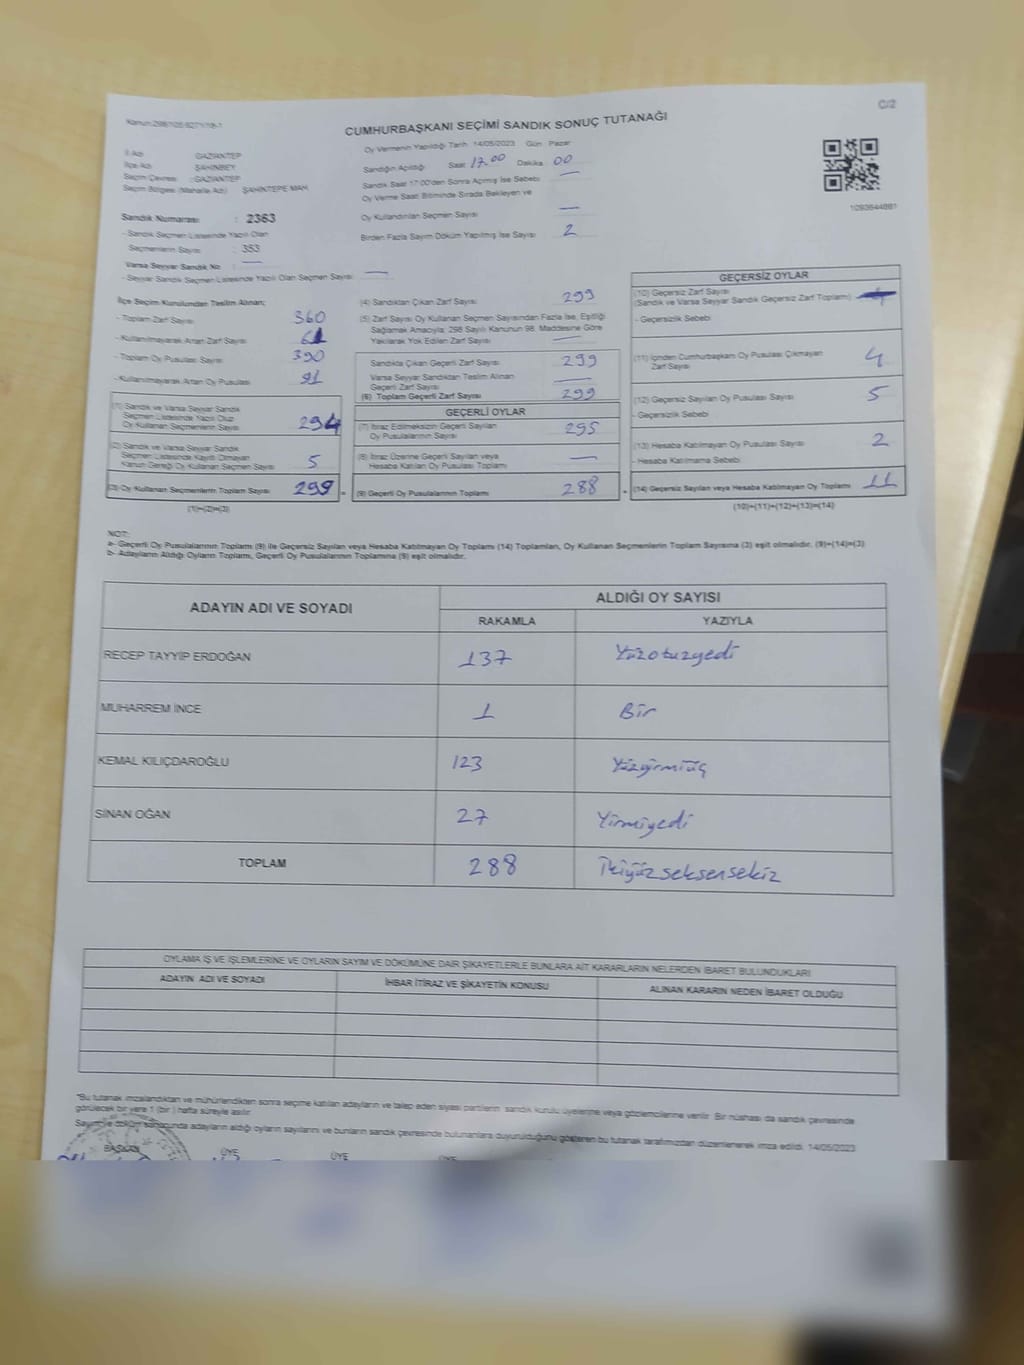 C/2
CUMHURBAŞKANI SEÇİMİ SANDIK SONUÇ TUTANAĞI
Oy Vermenin Yapıldığı Tarih 14/05/2023 Gün Pazar
İl Adı GAZİANTEP
İlçe Adı ŞAHİNBEY
Seçim Çevresi : GAZİANTEP
Seçim Bölgesi (Mahalle Adı) ŞAHİNTEPE MAH
Sandık Numarası : 2363
- Sandık Seçmen Listesinde Yazılı Olan
Seçmenlerin Sayısı : 353
Varsa Seyyar Sandık No : —
- Seyyar Sandık Seçmen Listesinde Yazılı Olan Seçmen Sayısı —
Sandığın Açıldığı Saat 17.00 Dakika 00
Sandık Saat 17:00'den Sonra Açılmış İse Sebebi —
Oy Verme Saati Bitiminde Sırada Bekleyen ve
Oy Kullandırılan Seçmen Sayısı —
Birden Fazla Sayım Döküm Yapılmış İse Sayısı 2
1093644881
İlçe Seçim Kurulundan Teslim Alınan;
- Toplam Zarf Sayısı 360
- Kullanılmayarak Artan Zarf Sayısı 61
- Toplam Oy Pusulası Sayısı 390
- Kullanılmayarak Artan Oy Pusulası 91
(1) Sandık ve Varsa Seyyar Sandık
Seçmen Listesinde Yazılı Olup
Oy Kullanan Seçmenlerin Sayısı 294
(2) Sandık ve Varsa Seyyar Sandık
Seçmen Listesinde Kayıtlı Olmayan
Kanun Gereği Oy Kullanan Seçmen Sayısı 5
(3) Oy Kullanan Seçmenlerin Toplam Sayısı 299
(1)+(2)=(3)
(4) Sandıktan Çıkan Zarf Sayısı 299
(5) Zarf Sayısı Oy Kullanan Seçmen Sayısından Fazla İse, Eşitliği
Sağlamak Amacıyla; 298 Sayılı Kanunun 98. Maddesine Göre
Yakılarak Yok Edilen Zarf Sayısı —
Sandıkta Çıkan Geçerli Zarf Sayısı 299
Varsa Seyyar Sandıktan Teslim Alınan
Geçerli Zarf Sayısı —
(6) Toplam Geçerli Zarf Sayısı 299
GEÇERLİ OYLAR
(7) İtiraz Edilmeksizin Geçerli Sayılan
Oy Pusulalarının Sayısı 295
(8) İtiraz Üzerine Geçerli Sayılan veya
Hesaba Katılan Oy Pusulası Toplamı —
= (9) Geçerli Oy Pusulalarının Toplamı 288
GEÇERSİZ OYLAR
(10) Geçersiz Zarf Sayısı
(Sandık ve Varsa Seyyar Sandık Geçersiz Zarf Toplamı)
- Geçersizlik Sebebi:
(11) İçinden Cumhurbaşkanı Oy Pusulası Çıkmayan
Zarf Sayısı 4
(12) Geçersiz Sayılan Oy Pusulası Sayısı 5
- Geçersizlik Sebebi
(13) Hesaba Katılmayan Oy Pusulası Sayısı 2
- Hesaba Katılmama Sebebi
+ (14) Geçersiz Sayılan veya Hesaba Katılmayan Oy Toplamı 11
(10)+(11)+(12)+(13)=(14)
NOT:
a- Geçerli Oy Pusulalarının Toplamı (9) ile Geçersiz Sayılan veya Hesaba Katılmayan Oy Toplamı (14) Toplamları, Oy Kullanan Seçmenlerin Toplam Sayısına (3) eşit olmalıdır. (9)+(14)=(3)
b- Adayların Aldığı Oyların Toplamı, Geçerli Oy Pusulalarının Toplamına (9) eşit olmalıdır.
ADAYIN ADI VE SOYADI ALDIĞI OY SAYISI
RAKAMLA YAZIYLA
RECEP TAYYİP ERDOĞAN 137 Yüzotuzyedi
MUHARREM İNCE 1 Bir
KEMAL KILIÇDAROĞLU 123 Yüzyirmiüç
SİNAN OĞAN 27 Yirmiyedi
TOPLAM 288 İkiyüzseksensekiz
OYLAMA İŞ VE İŞLEMLERİNE VE OYLARIN SAYIM VE DÖKÜMÜNE DAİR ŞİKAYETLERLE BUNLARA AİT KARARLARIN NELERDEN İBARET BULUNDUKLARI
ADAYIN ADI VE SOYADI İHBAR İTİRAZ VE ŞİKAYETİN KONUSU ALINAN KARARIN NEDEN İBARET OLDUĞU
*Bu tutanak imzalandıktan ve mühürlendikten sonra seçime katılan adayların ve talep eden siyasi partilerin sandık kurulu üyelerine veya gözlemcilerine verilir. Bir nüshası da sandık çevresinde
görülecek bir yere 1 (bir ) hafta süreyle asılır.
Sayım ve döküm sonucunda adayların aldığı oyların sayılarını ve bunların sandık çevresinde bulunanlara duyurulduğunu gösteren bu tutanak tarafımızdan düzenlenerek imza edildi. 14/05/2023
BAŞKAN ÜYE ÜYE ÜYE